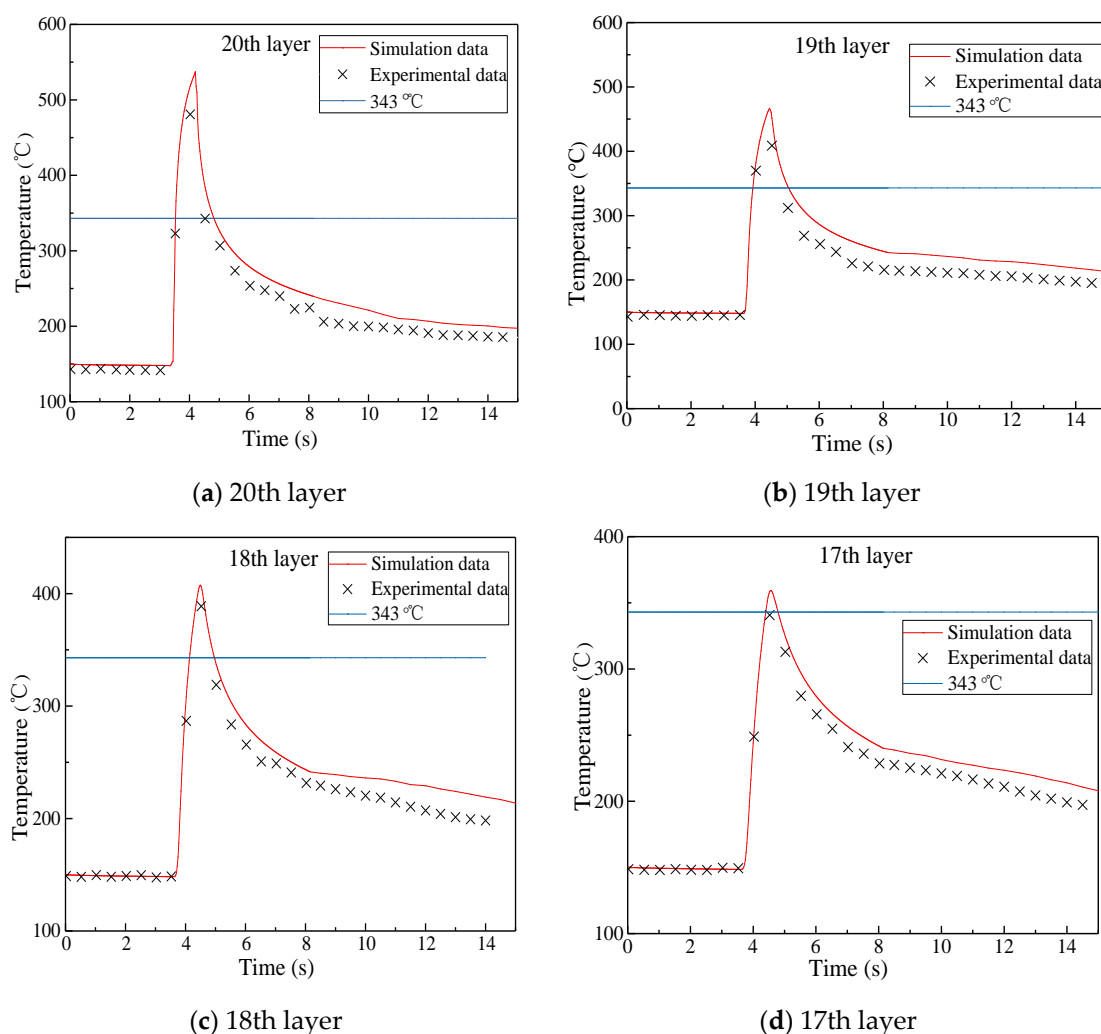 600
20th layer
Simulation data
Experimental data
343 ℃
500
400
300
200
100
Temperature (℃)
0 2 4 6 8 10 12 14
Time (s)
(a) 20th layer
600
19th layer
Simulation data
Experimental data
343 ℃
500
400
300
200
100
0
Temperature (℃)
0 2 4 6 8 10 12 14
Time (s)
(b) 19th layer
18th layer
Simulation data
Experimental data
343 ℃
400
300
200
100
Temperature (℃)
0 2 4 6 8 10 12 14
Time (s)
(c) 18th layer
400
17th layer
Simulation data
Experimental data
343 ℃
300
200
100
Temperature (℃)
0 2 4 6 8 10 12 14
Time (s)
(d) 17th layer